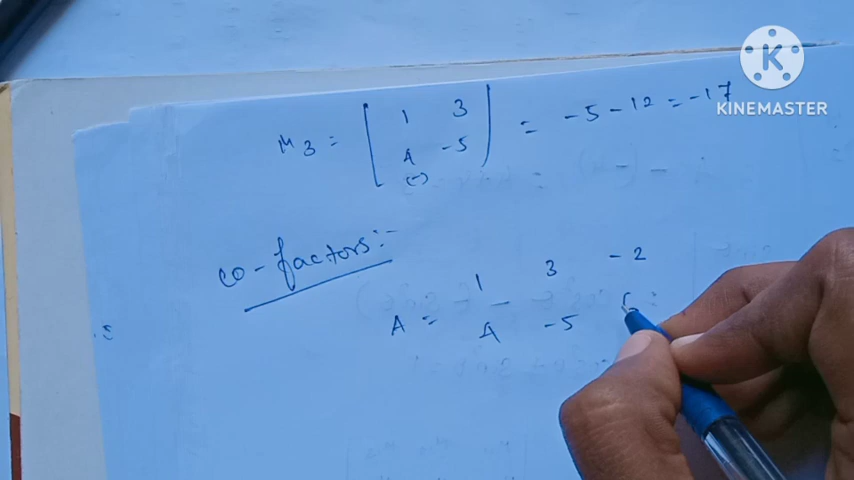 KINEMASTER
M3 = [ 1 3 = -5 - 12 = -17
4 -5 ]
(-)
co-factors:-
1 3 -2
A = 4 -5